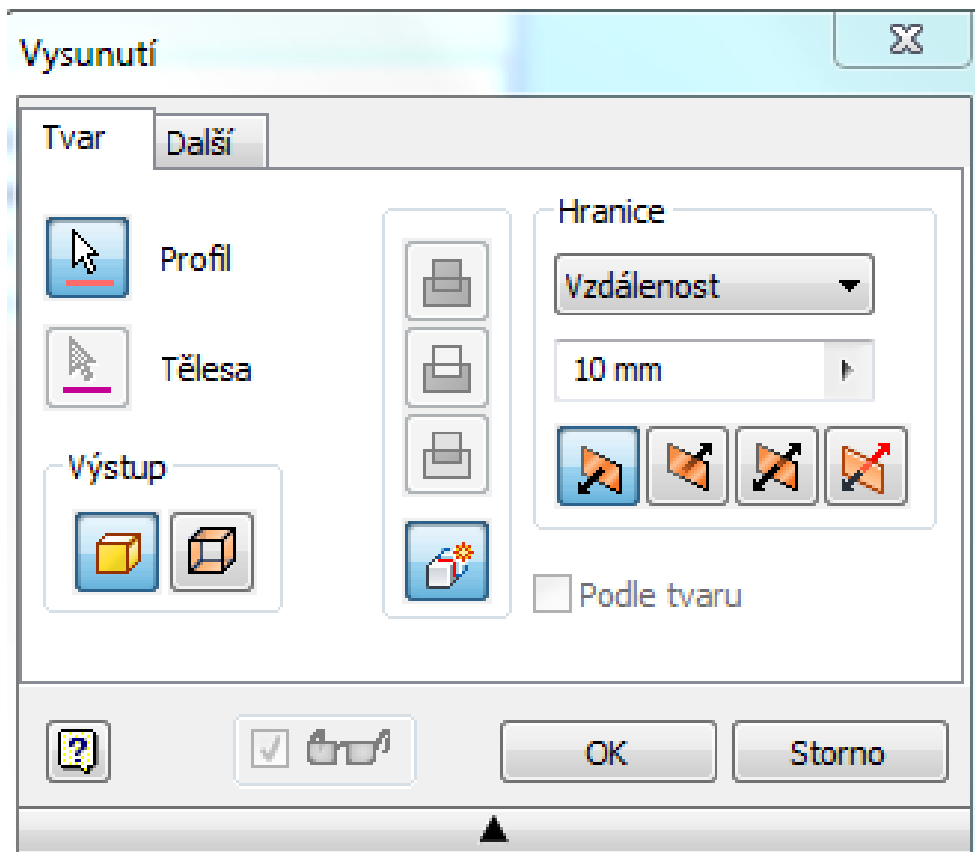 Vysunutí
Tvar
Další
Profil
Tělesa
Výstup
Hranice
Vzdálenost
10 mm
Podle tvaru
?
OK
Storno